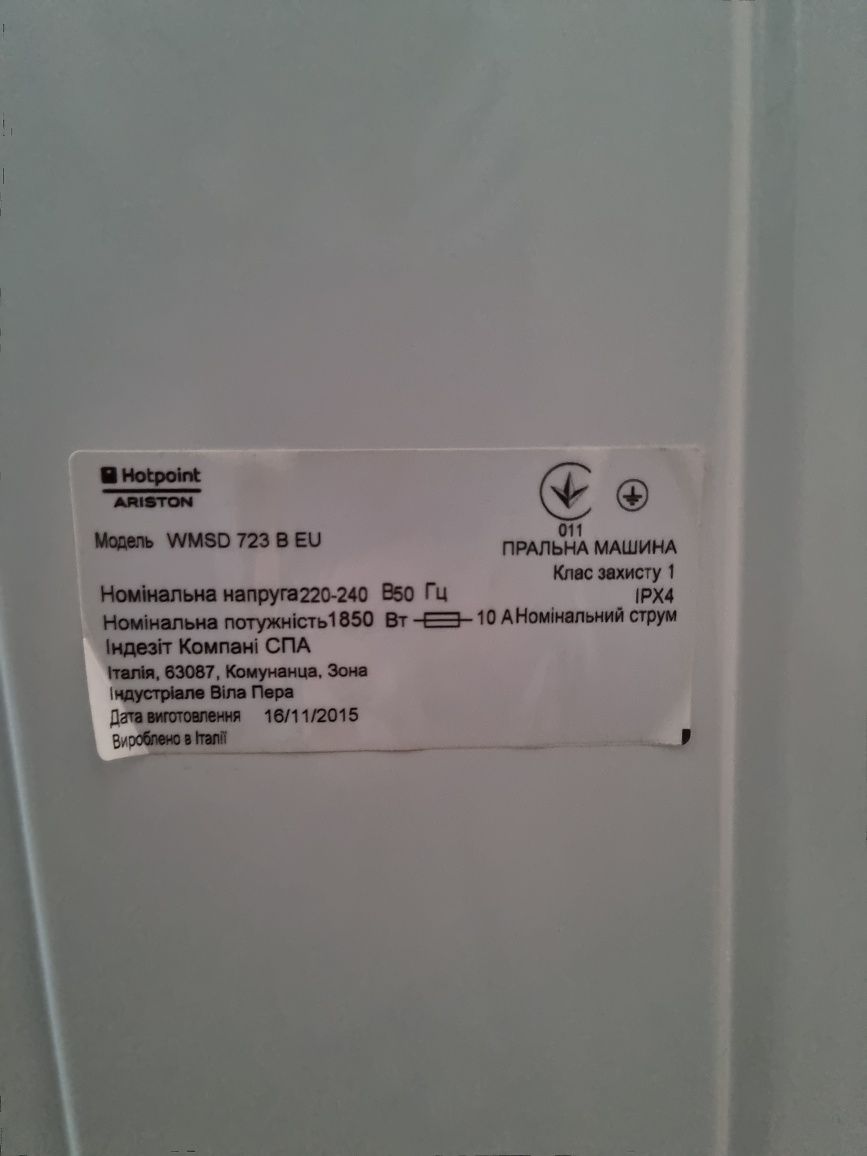 Hotpoint
ARISTON
011
Модель WMSD 723 B EU
ПРАЛЬНА МАШИНА
Клас захисту 1
Номінальна напруга220-240 В50 Гц
IPX4
Номінальна потужність1850 Вт 10 АНомінальний струм
Індезіт Компані СПА
Італія, 63087, Комунанца, Зона
Індустріале Віла Пера
Дата виготовлення 16/11/2015
Вироблено в Італії